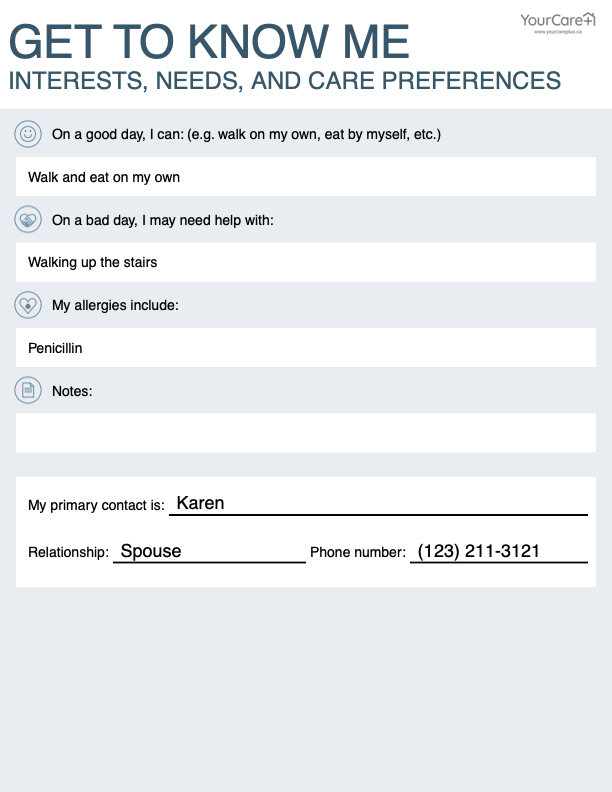 YourCare+
www.yourcareplus.ca
GET TO KNOW ME
INTERESTS, NEEDS, AND CARE PREFERENCES
On a good day, I can: (e.g. walk on my own, eat by myself, etc.)
Walk and eat on my own
On a bad day, I may need help with:
Walking up the stairs
My allergies include:
Penicillin
Notes:
My primary contact is: Karen
Relationship: Spouse Phone number: (123) 211-3121